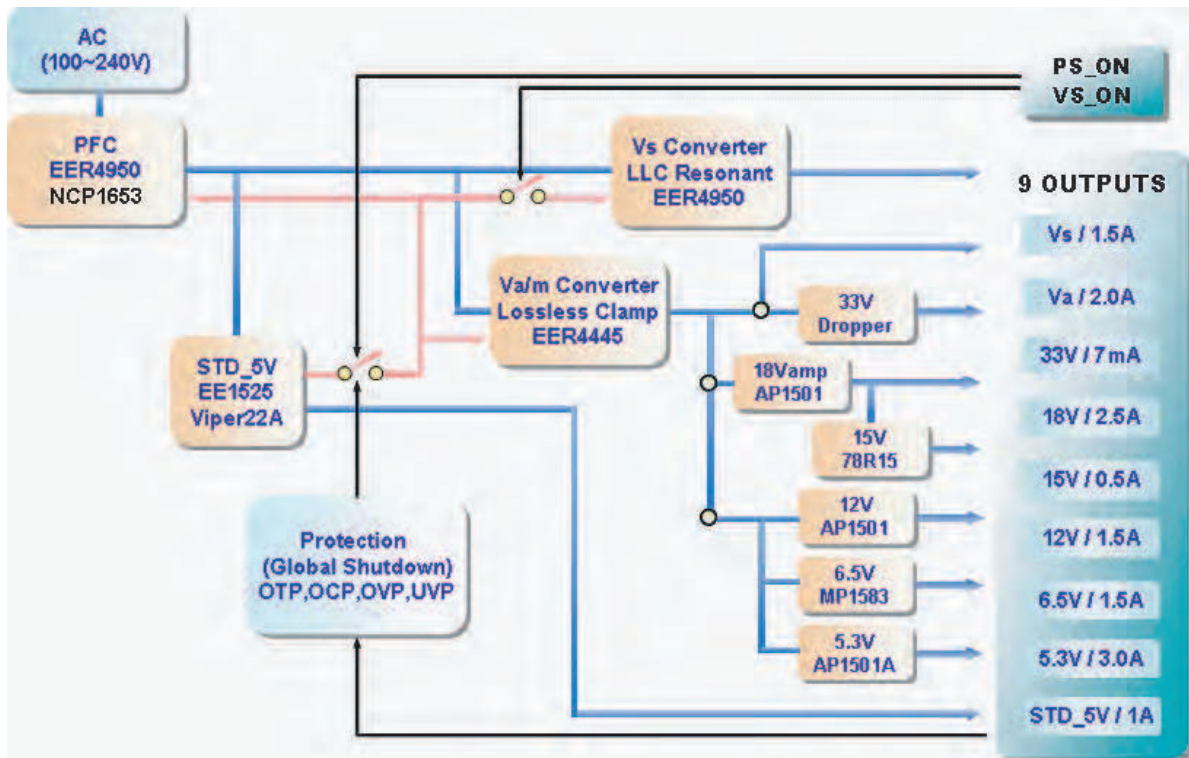 AC
(100~240V)
PFC
EER4950
NCP1653
PS_ON
VS_ON
Vs Converter
LLC Resonant
EER4950
9 OUTPUTS
Vs / 1.5A
Va / 2.0A
33V / 7mA
18V / 2.5A
15V / 0.5A
12V / 1.5A
6.5V / 1.5A
5.3V / 3.0A
STD_5V / 1A
Va/m Converter
Lossless Clamp
EER4445
33V
Dropper
STD_5V
EE1525
Viper22A
18Vamp
AP1501
15V
78R15
12V
AP1501
6.5V
MP1583
5.3V
AP1501A
Protection
(Global Shutdown)
OTP,OCP,OVP,UVP